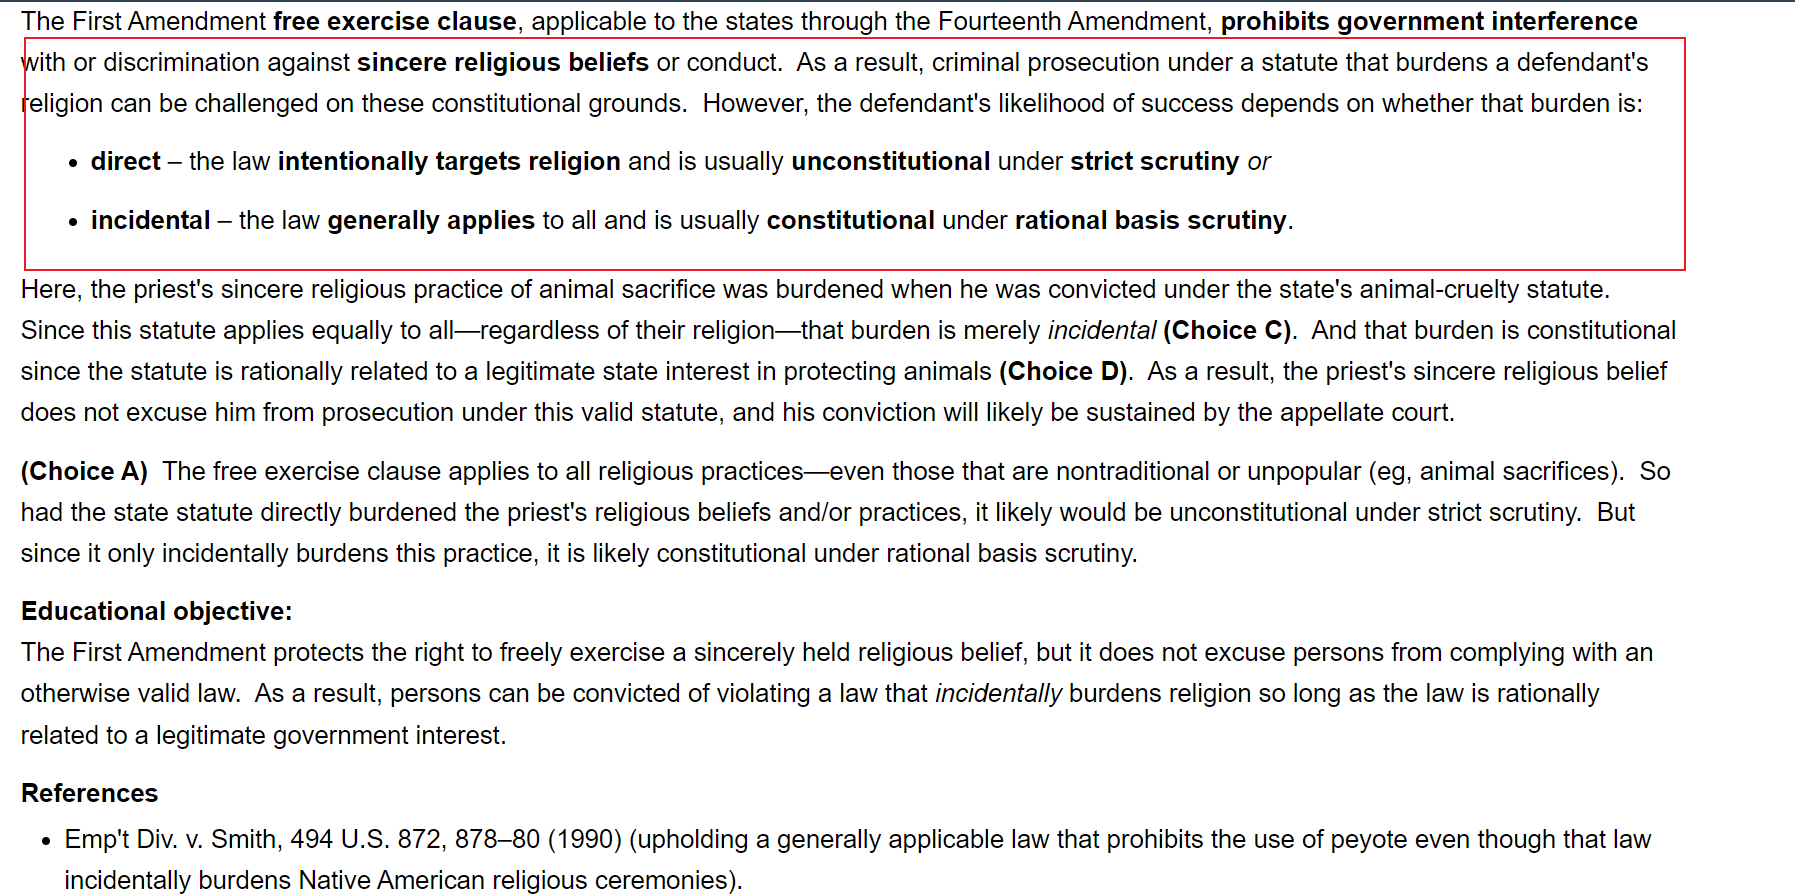 The First Amendment free exercise clause, applicable to the states through the Fourteenth Amendment, prohibits government interference
with or discrimination against sincere religious beliefs or conduct.  As a result, criminal prosecution under a statute that burdens a defendant's
religion can be challenged on these constitutional grounds.  However, the defendant's likelihood of success depends on whether that burden is:
• direct – the law intentionally targets religion and is usually unconstitutional under strict scrutiny or
• incidental – the law generally applies to all and is usually constitutional under rational basis scrutiny.
Here, the priest's sincere religious practice of animal sacrifice was burdened when he was convicted under the state's animal-cruelty statute.
Since this statute applies equally to all—regardless of their religion—that burden is merely incidental (Choice C).  And that burden is constitutional
since the statute is rationally related to a legitimate state interest in protecting animals (Choice D).  As a result, the priest's sincere religious belief
does not excuse him from prosecution under this valid statute, and his conviction will likely be sustained by the appellate court.
(Choice A)  The free exercise clause applies to all religious practices—even those that are nontraditional or unpopular (eg, animal sacrifices).  So
had the state statute directly burdened the priest's religious beliefs and/or practices, it likely would be unconstitutional under strict scrutiny.  But
since it only incidentally burdens this practice, it is likely constitutional under rational basis scrutiny.
Educational objective:
The First Amendment protects the right to freely exercise a sincerely held religious belief, but it does not excuse persons from complying with an
otherwise valid law.  As a result, persons can be convicted of violating a law that incidentally burdens religion so long as the law is rationally
related to a legitimate government interest.
References
• Emp't Div. v. Smith, 494 U.S. 872, 878–80 (1990) (upholding a generally applicable law that prohibits the use of peyote even though that law
incidentally burdens Native American religious ceremonies).